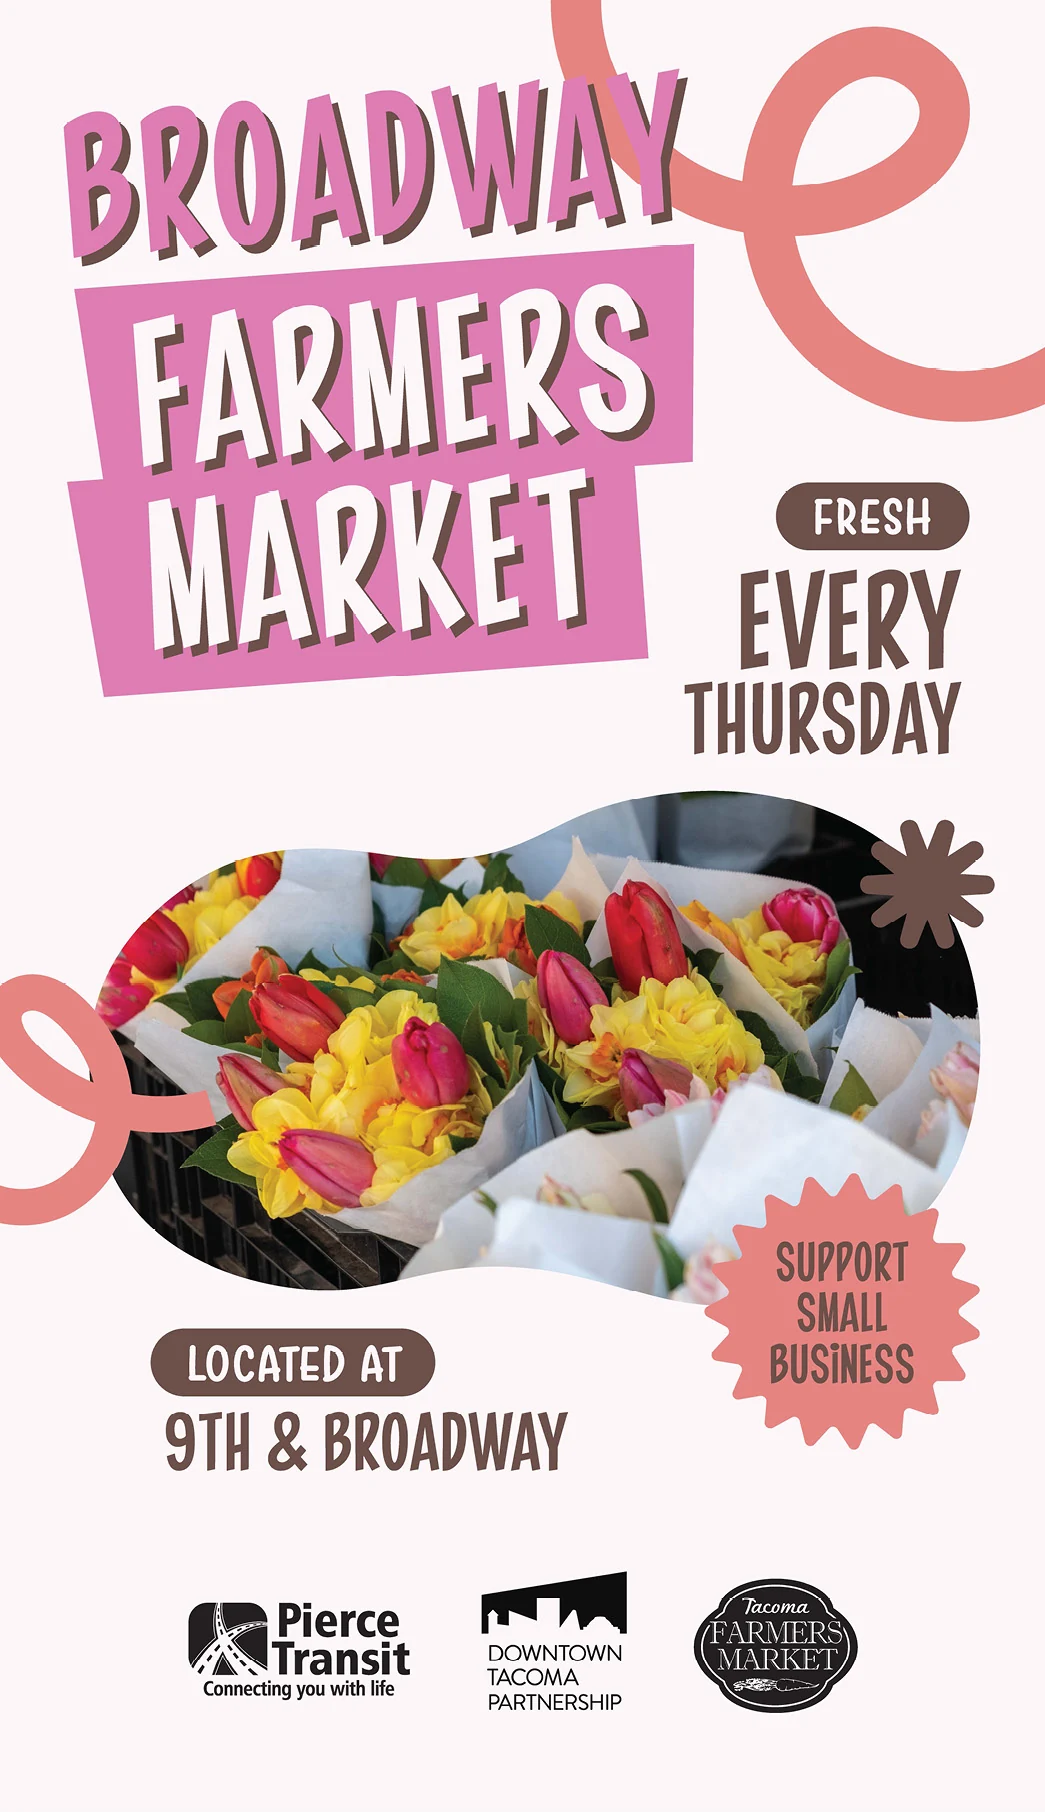 BROADWAY
FARMERS
MARKET
FRESH
EVERY
THURSDAY
SUPPORT
SMALL
BUSINESS
LOCATED AT
9TH & BROADWAY
Pierce
Transit
Connecting you with life
DOWNTOWN
TACOMA
PARTNERSHIP
Tacoma
FARMERS
MARKET